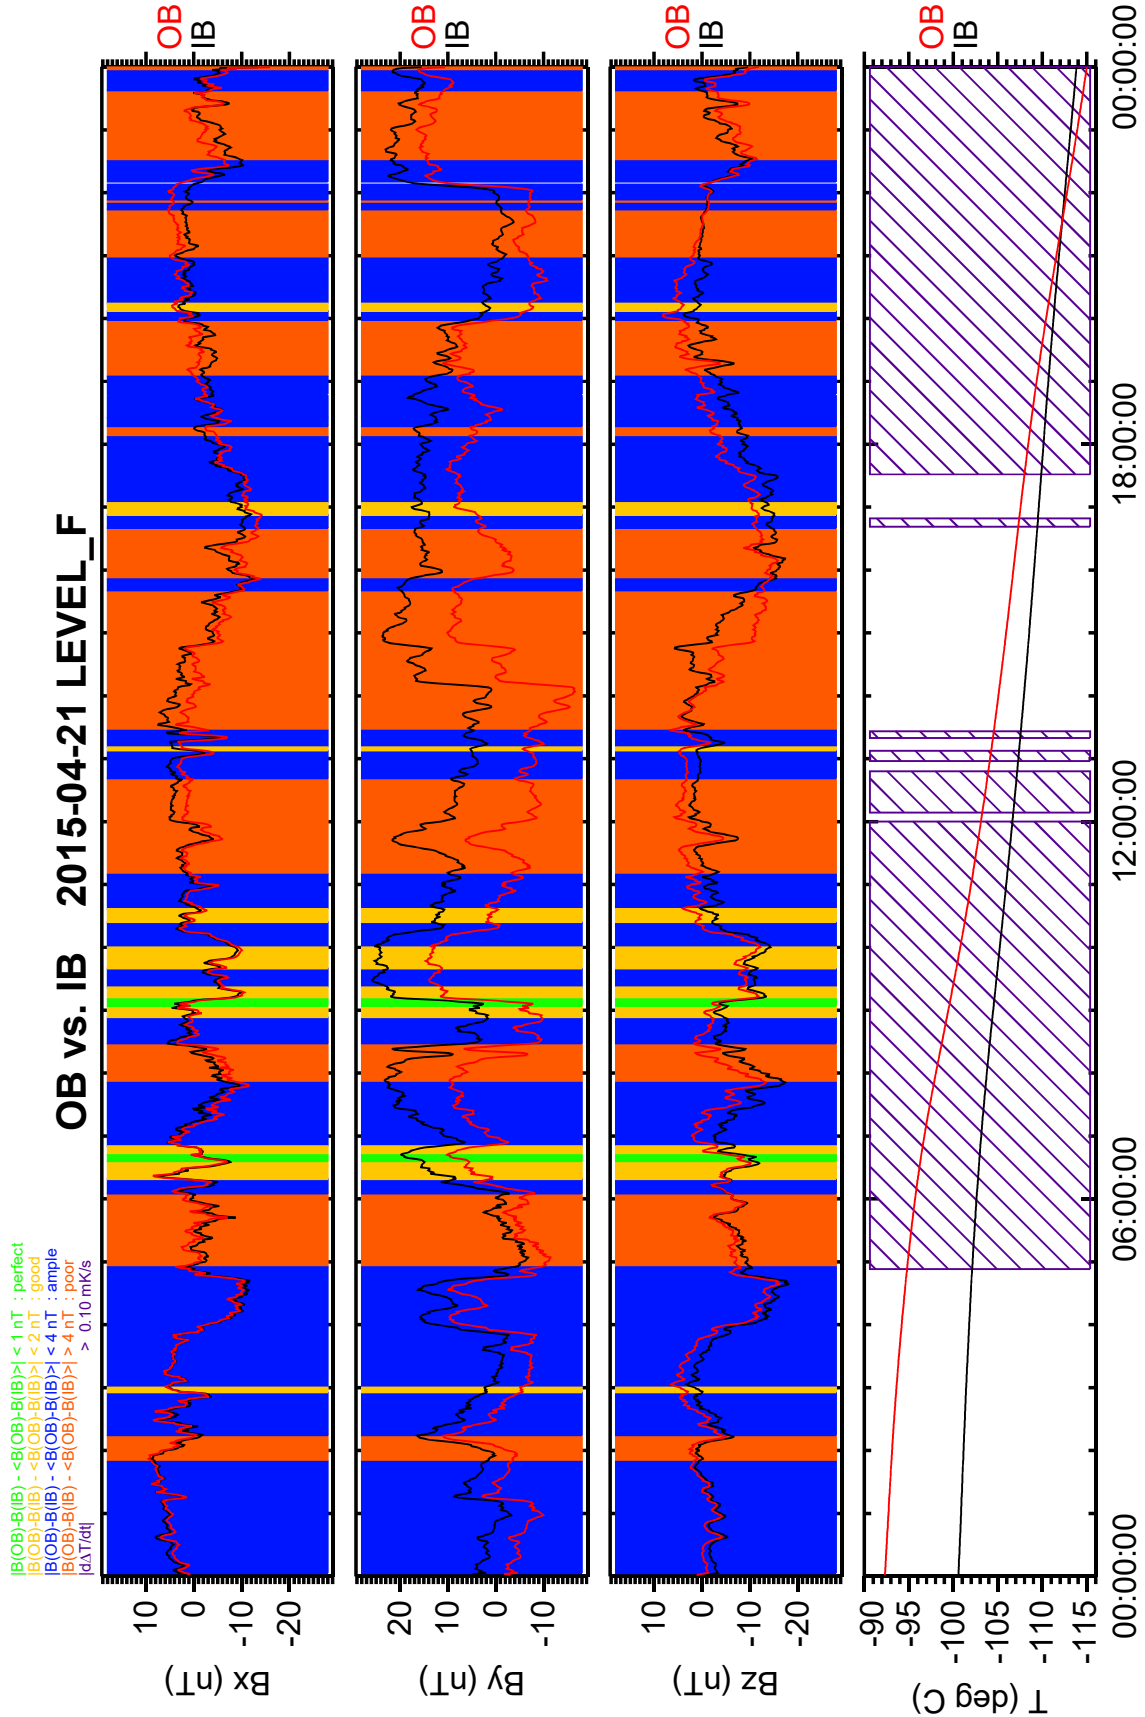 OB vs. IB 2015-04-21 LEVEL_F
|B(OB)-B(IB) - <B(OB)-B(IB)>| < 1 nT : perfect
|B(OB)-B(IB) - <B(OB)-B(IB)>| < 2 nT : good
|B(OB)-B(IB) - <B(OB)-B(IB)>| < 4 nT : ample
|B(OB)-B(IB) - <B(OB)-B(IB)>| > 4 nT : poor
|dΔT/dt| > 0.10 mK/s
Bx (nT)
10
0
-10
-20
OB
IB
By (nT)
20
10
0
-10
OB
IB
Bz (nT)
10
0
-10
-20
OB
IB
T (deg C)
-90
-95
-100
-105
-110
-115
OB
IB
00:00:00
06:00:00
12:00:00
18:00:00
00:00:00